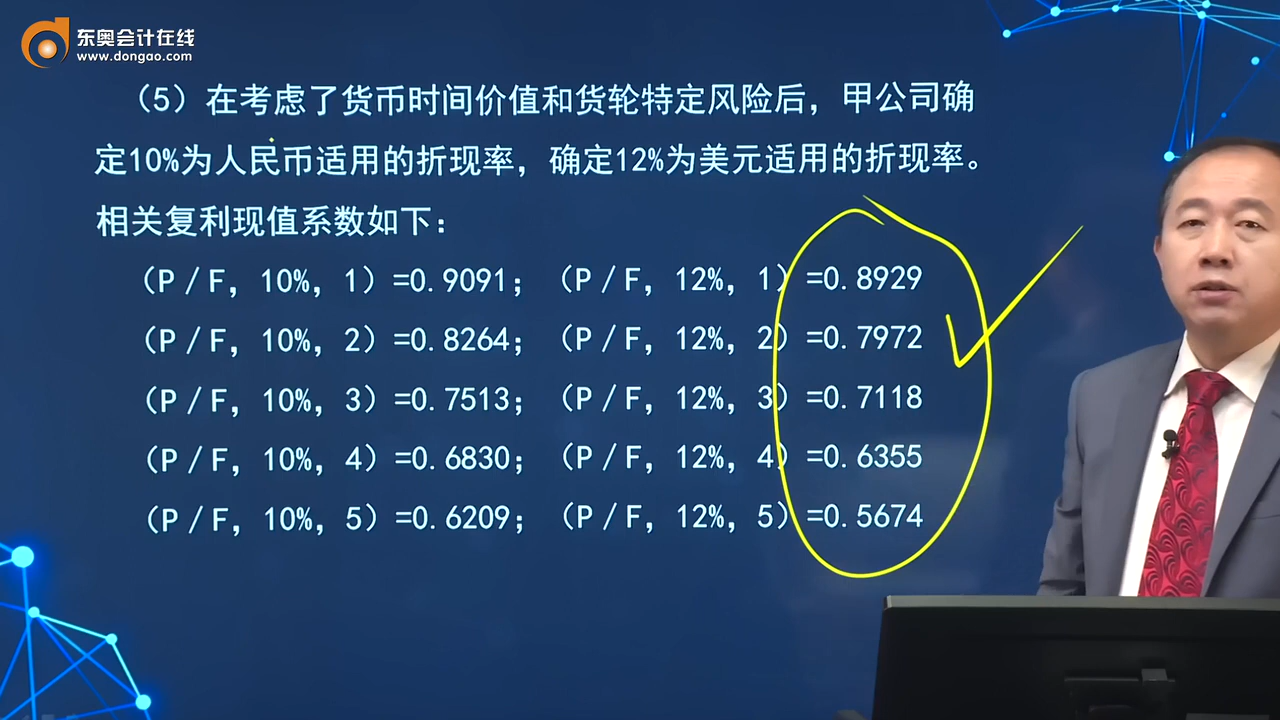 东奥会计在线
www.dongao.com
（5）在考虑了货币时间价值和货轮特定风险后，甲公司确
定10%为人民币适用的折现率，确定12%为美元适用的折现率。
相关复利现值系数如下：
（P／F，10%，1）=0.9091；（P／F，12%，1）=0.8929
（P／F，10%，2）=0.8264；（P／F，12%，2）=0.7972
（P／F，10%，3）=0.7513；（P／F，12%，3）=0.7118
（P／F，10%，4）=0.6830；（P／F，12%，4）=0.6355
（P／F，10%，5）=0.6209；（P／F，12%，5）=0.5674